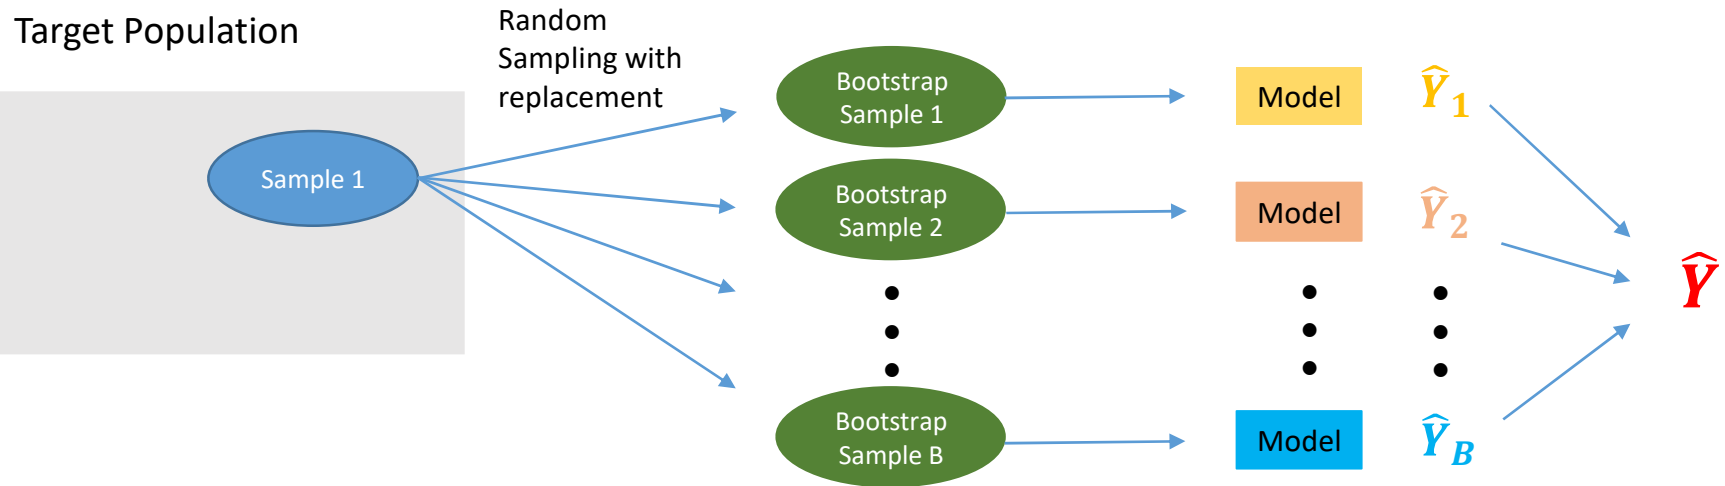 Target Population
Random
Sampling with
replacement
Sample 1
Bootstrap
Sample 1
Model
Ŷ₁
Bootstrap
Sample 2
Model
Ŷ₂
Ŷ
Bootstrap
Sample B
Model
Ŷ_B